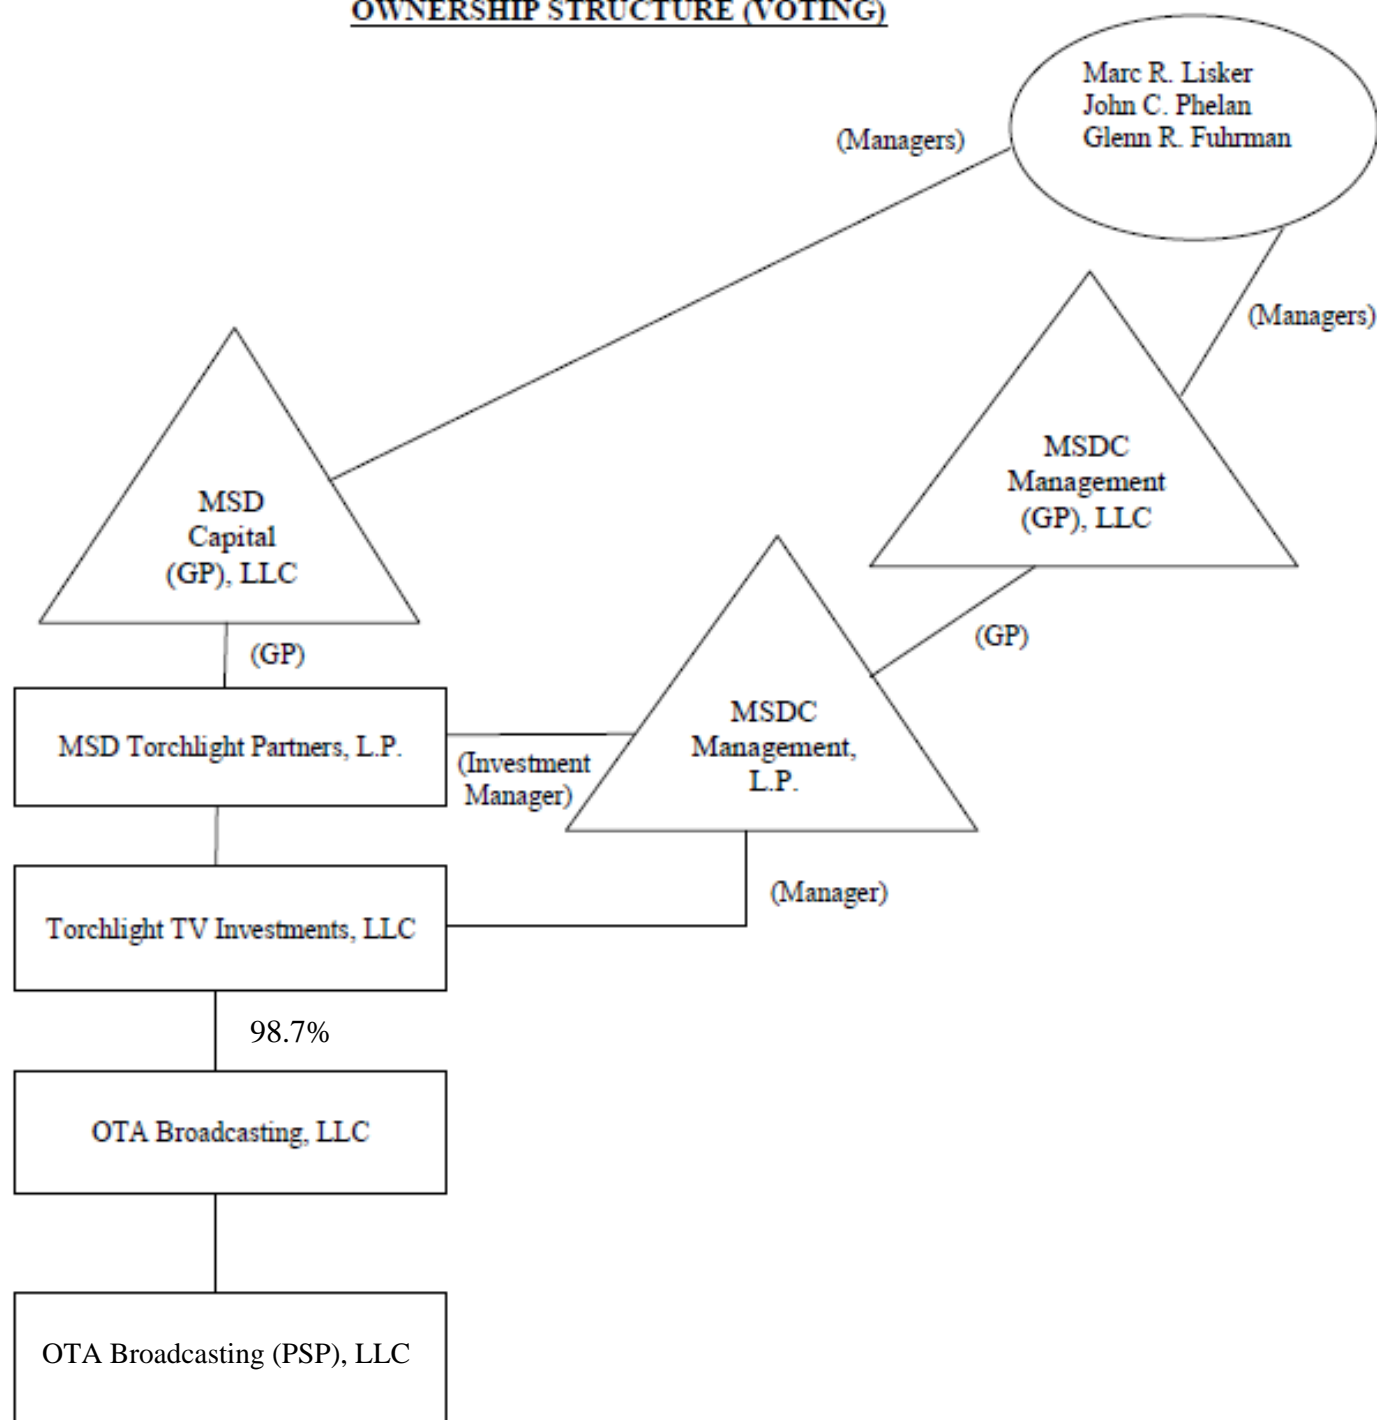 OWNERSHIP STRUCTURE (VOTING)
Marc R. Lisker
John C. Phelan
Glenn R. Fuhrman
(Managers)
(Managers)
MSD
Capital
(GP), LLC
MSDC
Management
(GP), LLC
(GP)
(GP)
MSD Torchlight Partners, L.P.
(Investment
Manager)
MSDC
Management,
L.P.
Torchlight TV Investments, LLC
(Manager)
98.7%
OTA Broadcasting, LLC
OTA Broadcasting (PSP), LLC